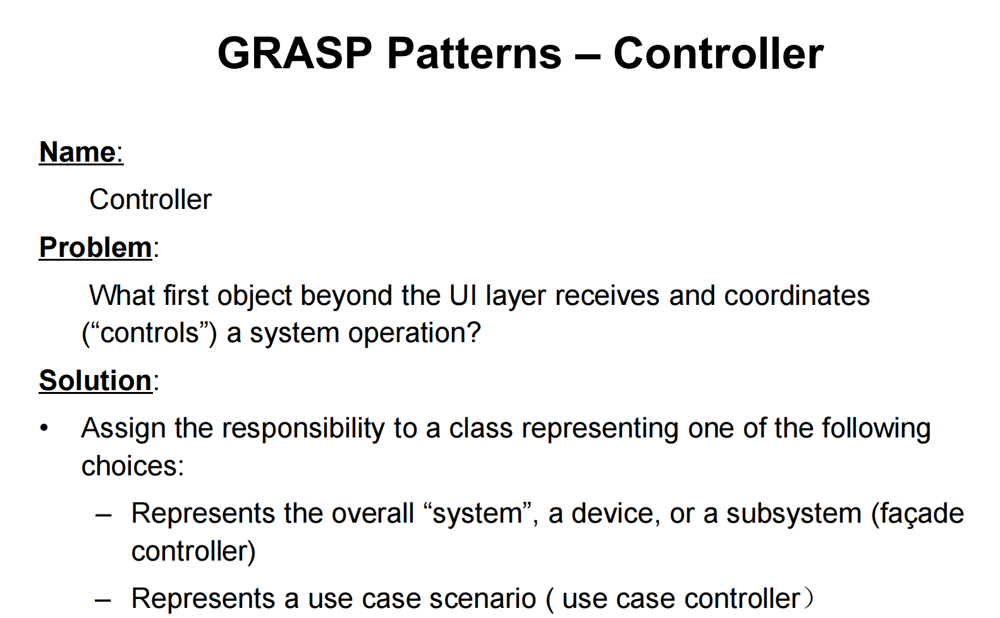 GRASP Patterns – Controller
Name:
Controller
Problem:
What first object beyond the UI layer receives and coordinates
(“controls”) a system operation?
Solution:
• Assign the responsibility to a class representing one of the following
choices:
– Represents the overall “system”, a device, or a subsystem (façade
controller)
– Represents a use case scenario ( use case controller）